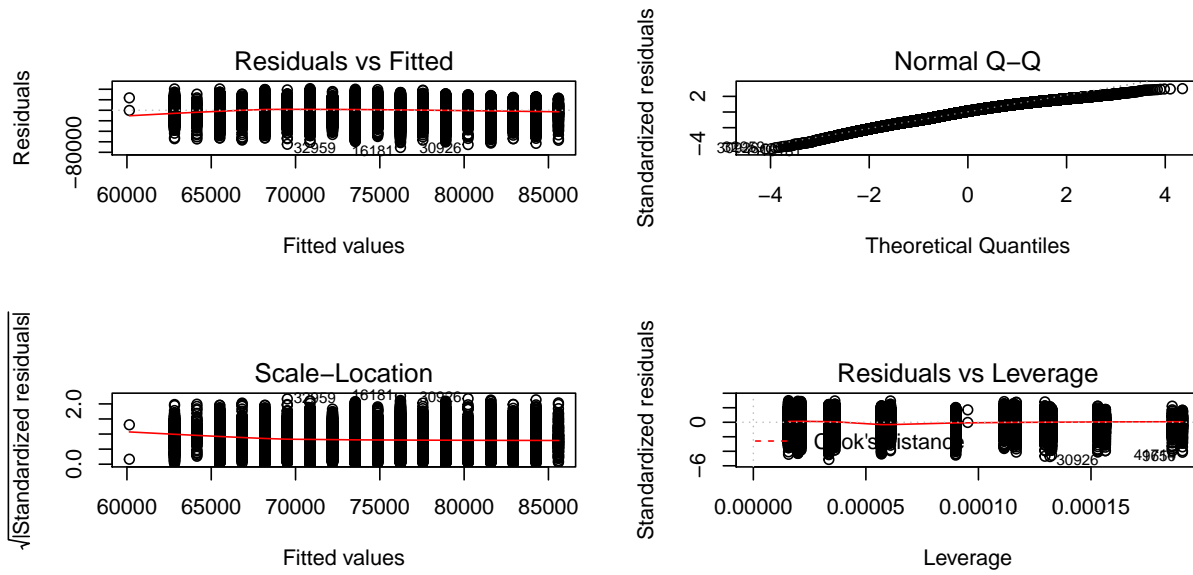 Residuals vs Fitted
Residuals
−80000
32959
16181
30926
60000 65000 70000 75000 80000 85000
Fitted values
Normal Q−Q
Standardized residuals
−4 2
−4 −2 0 2 4
Theoretical Quantiles
Scale−Location
√|Standardized residuals|
0.0 2.0
32959
16181
30926
60000 65000 70000 75000 80000 85000
Fitted values
Residuals vs Leverage
Standardized residuals
−6 0
Cook's distance
30926
0.00000 0.00005 0.00010 0.00015
Leverage